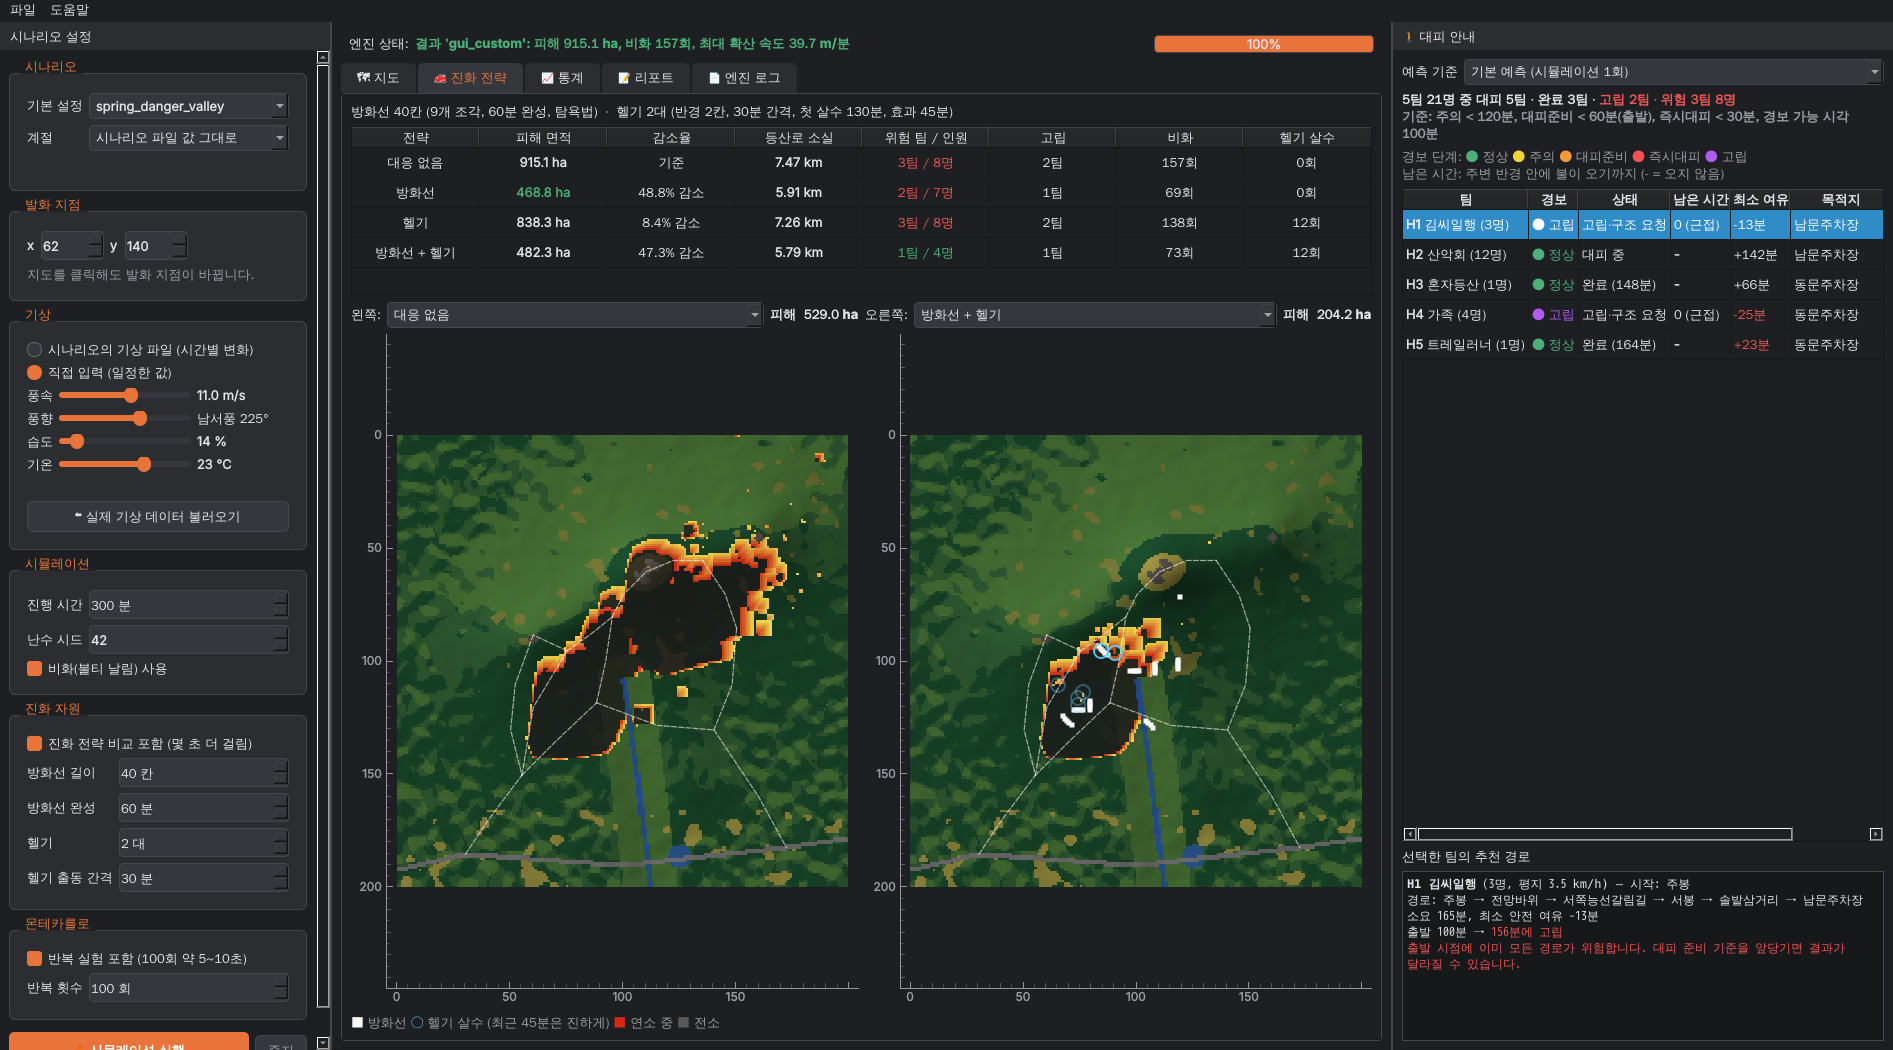 파일 도움말
시나리오 설정
시나리오
기본 설정 spring_danger_valley
계절 시나리오 파일 값 그대로
발화 지점
x 62 y 140
지도를 클릭해도 발화 지점이 바뀝니다.
기상
시나리오의 기상 파일 (시간별 변화)
직접 입력 (일정한 값)
풍속 11.0 m/s
풍향 남서풍 225°
습도 14 %
기온 23 °C
실제 기상 데이터 불러오기
시뮬레이션
진행 시간 300 분
난수 시드 42
비화(불티 날림) 사용
진화 자원
진화 전략 비교 포함 (몇 초 더 걸림)
방화선 길이 40 칸
방화선 완성 60 분
헬기 2 대
헬기 출동 간격 30 분
몬테카를로
반복 실험 포함 (100회 약 5~10초)
반복 횟수 100 회
시뮬레이션 실행 중지
엔진 상태: 결과 'gui_custom': 피해 915.1 ha, 비화 157회, 최대 확산 속도 39.7 m/분
100%
지도 진화 전략 통계 리포트 엔진 로그
방화선 40칸 (9개 조각, 60분 완성, 탐욕법) · 헬기 2대 (반경 2칸, 30분 간격, 첫 살수 130분, 효과 45분)
전략 피해 면적 감소율 등산로 소실 위험 팀 / 인원 고립 비화 헬기 살수
대응 없음 915.1 ha 기준 7.47 km 3팀 / 8명 2팀 157회 0회
방화선 468.8 ha 48.8% 감소 5.91 km 2팀 / 7명 1팀 69회 0회
헬기 838.3 ha 8.4% 감소 7.26 km 3팀 / 8명 2팀 138회 12회
방화선 + 헬기 482.3 ha 47.3% 감소 5.79 km 1팀 / 4명 1팀 73회 12회
왼쪽: 대응 없음 피해 529.0 ha 오른쪽: 방화선 + 헬기 피해 204.2 ha
0
50
100
150
200
0 50 100 150
0
50
100
150
200
0 50 100 150
방화선 헬기 살수 (최근 45분은 진하게) 연소 중 전소
대피 안내
예측 기준 기본 예측 (시뮬레이션 1회)
5팀 21명 중 대피 5팀 · 완료 3팀 · 고립 2팀 · 위험 3팀 8명
기준: 주의 < 120분, 대피준비 < 60분(출발), 즉시대피 < 30분, 경보 가능 시각
100분
경보 단계: 정상 주의 대피준비 즉시대피 고립
남은 시간: 주변 반경 안에 불이 오기까지 (- = 오지 않음)
팀 경보 상태 남은 시간 최소 여유 목적지
H1 김씨일행 (3명) 고립 고립·구조 요청 0 (근접) -13분 남문주차장
H2 산악회 (12명) 정상 대피 중 - +142분 남문주차장
H3 혼자등산 (1명) 정상 완료 (148분) - +66분 동문주차장
H4 가족 (4명) 고립 고립·구조 요청 0 (근접) -25분 동문주차장
H5 트레일러너 (1명) 정상 완료 (164분) - +23분 동문주차장
선택한 팀의 추천 경로
H1 김씨일행 (3명, 평지 3.5 km/h) — 시작: 주봉
경로: 주봉 → 전망바위 → 서쪽능선갈림길 → 서봉 → 솔밭삼거리 → 남문주차장
소요 165분, 최소 안전 여유 -13분
출발 100분 → 156분에 고립
출발 시점에 이미 모든 경로가 위험합니다. 대피 준비 기준을 앞당기면 결과가
달라질 수 있습니다.